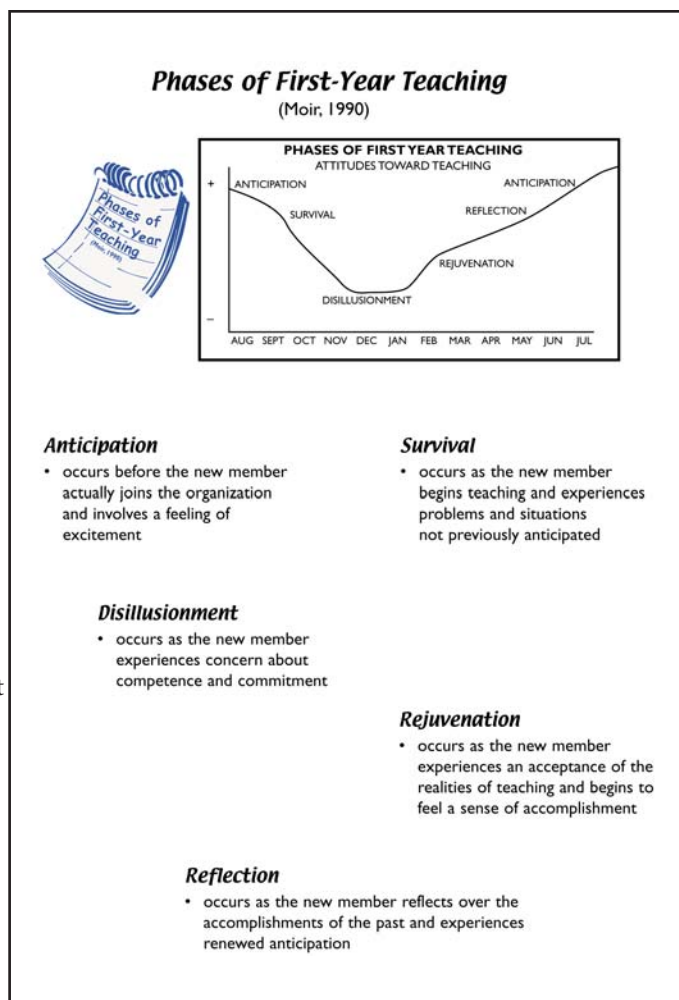 Phases of First-Year Teaching
(Moir, 1990)
Phases of
First-Year
Teaching
(Moir, 1990)
PHASES OF FIRST YEAR TEACHING
ATTITUDES TOWARD TEACHING
+
ANTICIPATION
ANTICIPATION
SURVIVAL
REFLECTION
REJUVENATION
DISILLUSIONMENT
–
AUG SEPT OCT NOV DEC JAN FEB MAR APR MAY JUN JUL
Anticipation
• occurs before the new member
actually joins the organization
and involves a feeling of
excitement
Survival
• occurs as the new member
begins teaching and experiences
problems and situations
not previously anticipated
Disillusionment
• occurs as the new member
experiences concern about
competence and commitment
t
Rejuvenation
• occurs as the new member
experiences an acceptance of the
realities of teaching and begins to
feel a sense of accomplishment
Reflection
• occurs as the new member reflects over the
accomplishments of the past and experiences
renewed anticipation